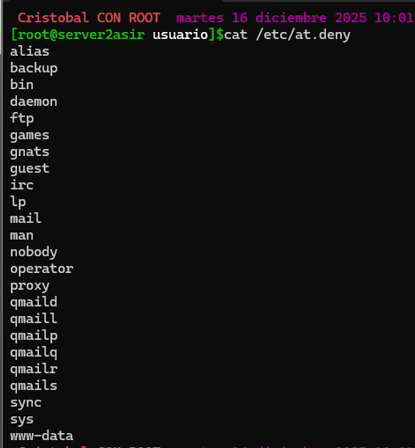 Cristobal CON ROOT martes 16 diciembre 2025 10:01
[root@server2asir usuario]$cat /etc/at.deny
alias
backup
bin
daemon
ftp
games
gnats
guest
irc
lp
mail
man
nobody
operator
proxy
qmaild
qmaill
qmailp
qmailq
qmailr
qmails
sync
sys
www-data